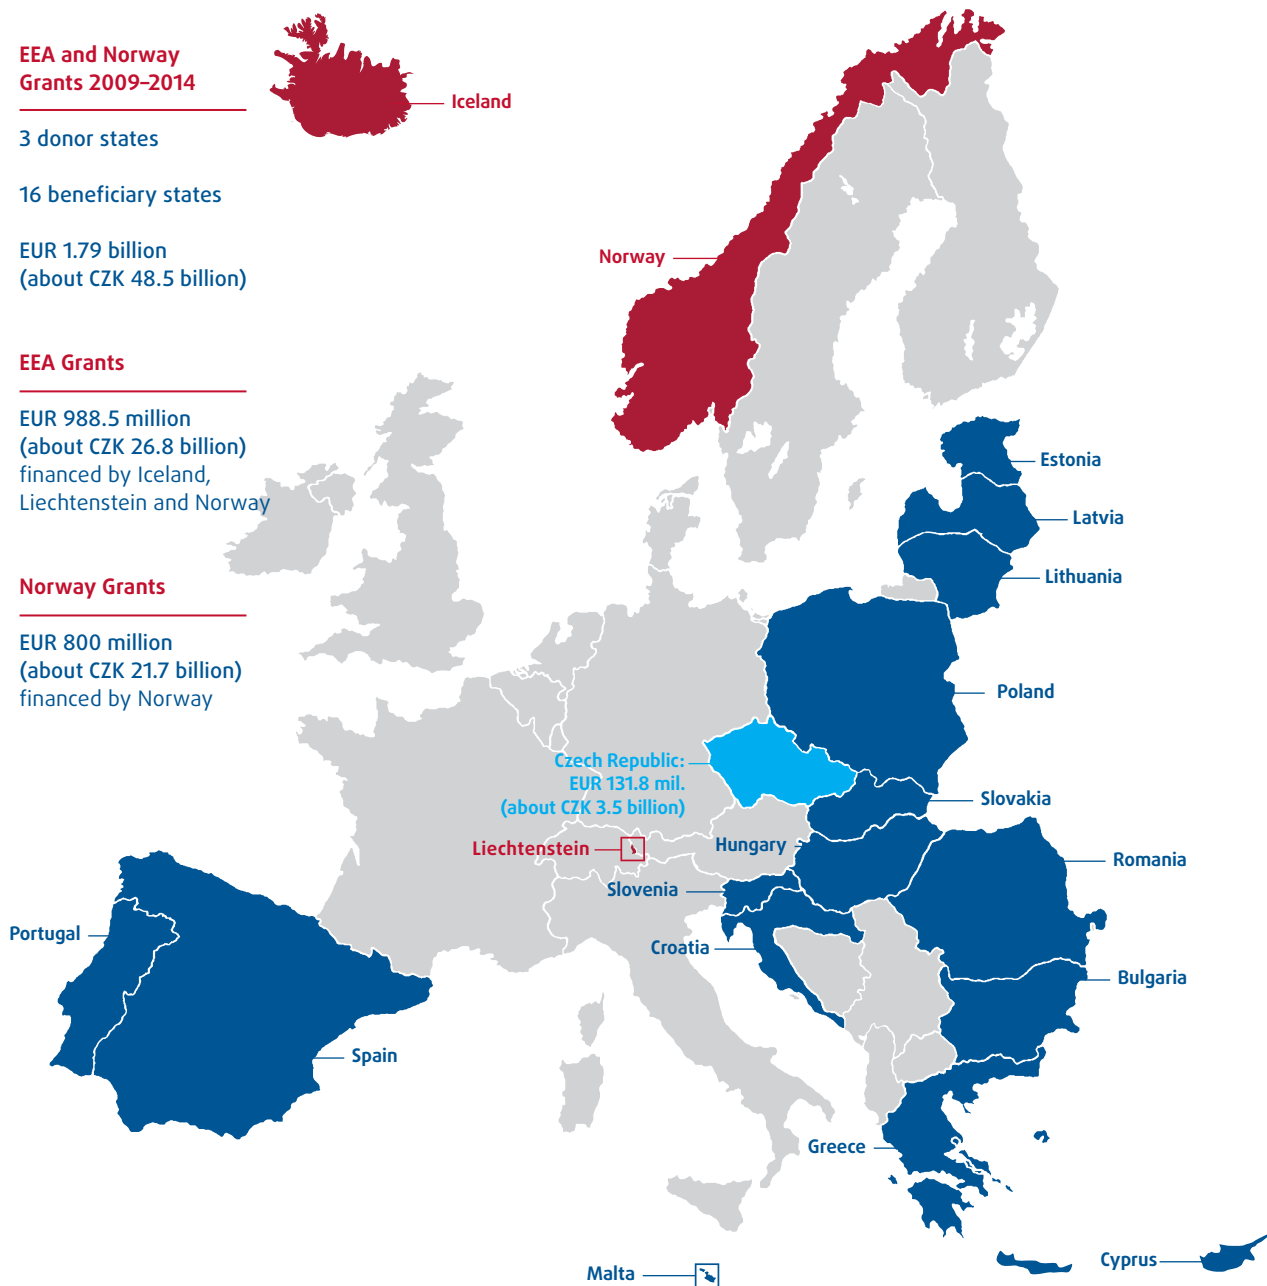 EEA and Norway
Grants 2009–2014
3 donor states
16 beneficiary states
EUR 1.79 billion
(about CZK 48.5 billion)
EEA Grants
EUR 988.5 million
(about CZK 26.8 billion)
financed by Iceland,
Liechtenstein and Norway
Norway Grants
EUR 800 million
(about CZK 21.7 billion)
financed by Norway
Iceland
Norway
Estonia
Latvia
Lithuania
Poland
Czech Republic:
EUR 131.8 mil.
(about CZK 3.5 billion)
Slovakia
Liechtenstein
Hungary
Romania
Slovenia
Portugal
Croatia
Bulgaria
Spain
Greece
Cyprus
Malta